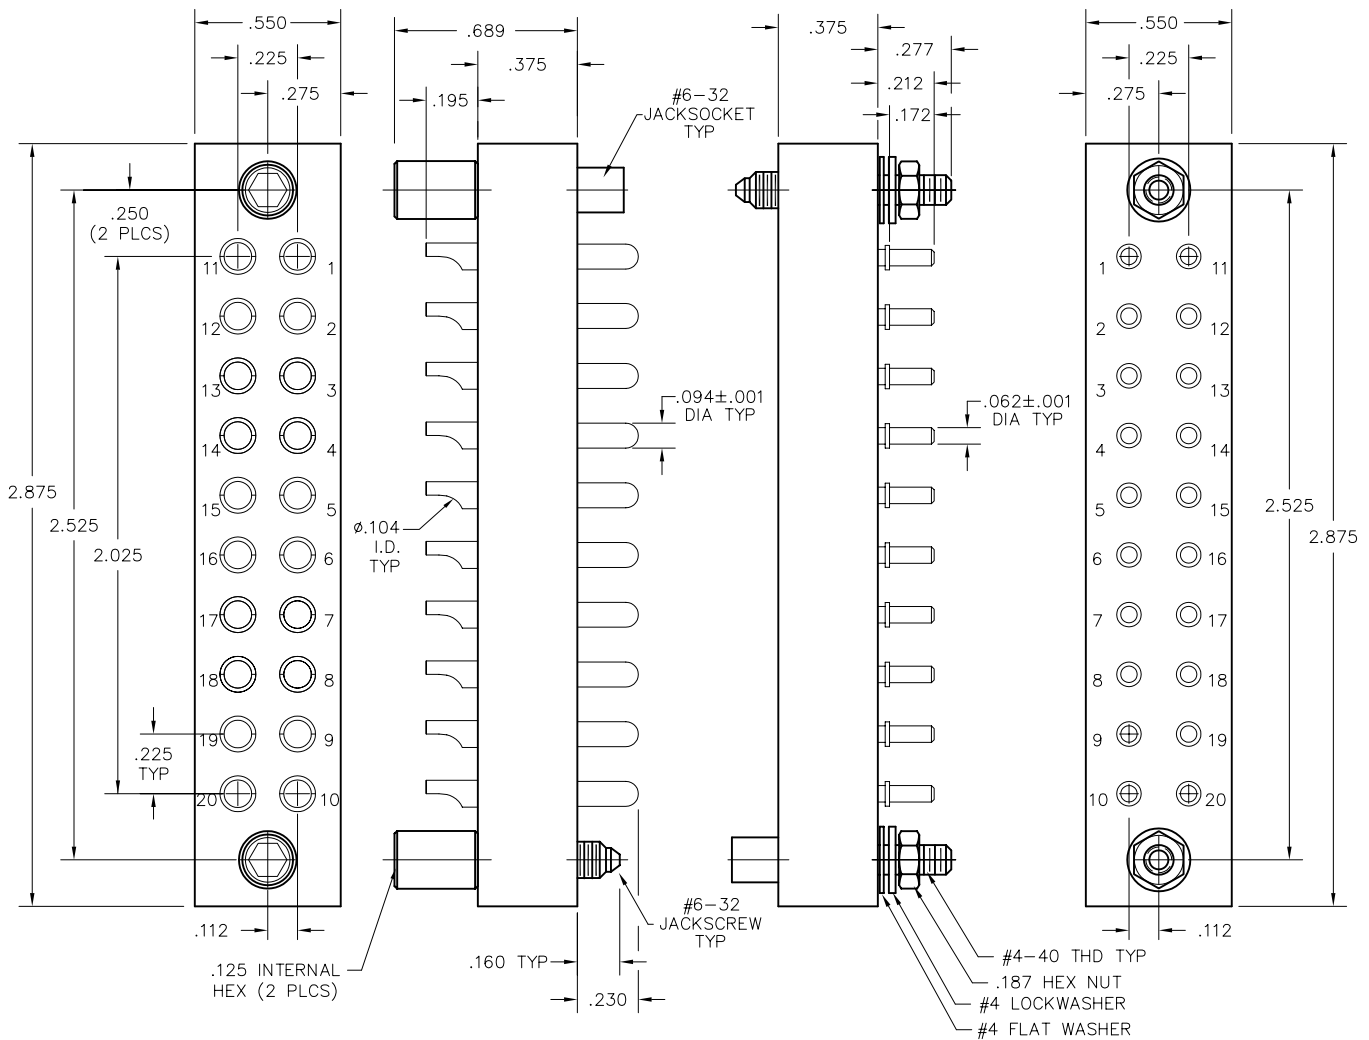 .550
.225
.275
.250
(2 PLCS)
2.875
2.525
2.025
.225
TYP
.112
.125 INTERNAL
HEX (2 PLCS)
11 1
12 2
13 3
14 4
15 5
16 6
17 7
18 8
19 9
20 10
.689
.375
.195
#6-32
JACKSOCKET
TYP
.094±.001
DIA TYP
ø.104
I.D.
TYP
#6-32
JACKSCREW
TYP
.160 TYP
.230
.375
.277
.212
.172
.062±.001
DIA TYP
#4-40 THD TYP
.187 HEX NUT
#4 LOCKWASHER
#4 FLAT WASHER
.550
.225
.275
1 11
2 12
3 13
4 14
5 15
6 16
7 17
8 18
9 19
10 20
2.525
2.875
.112